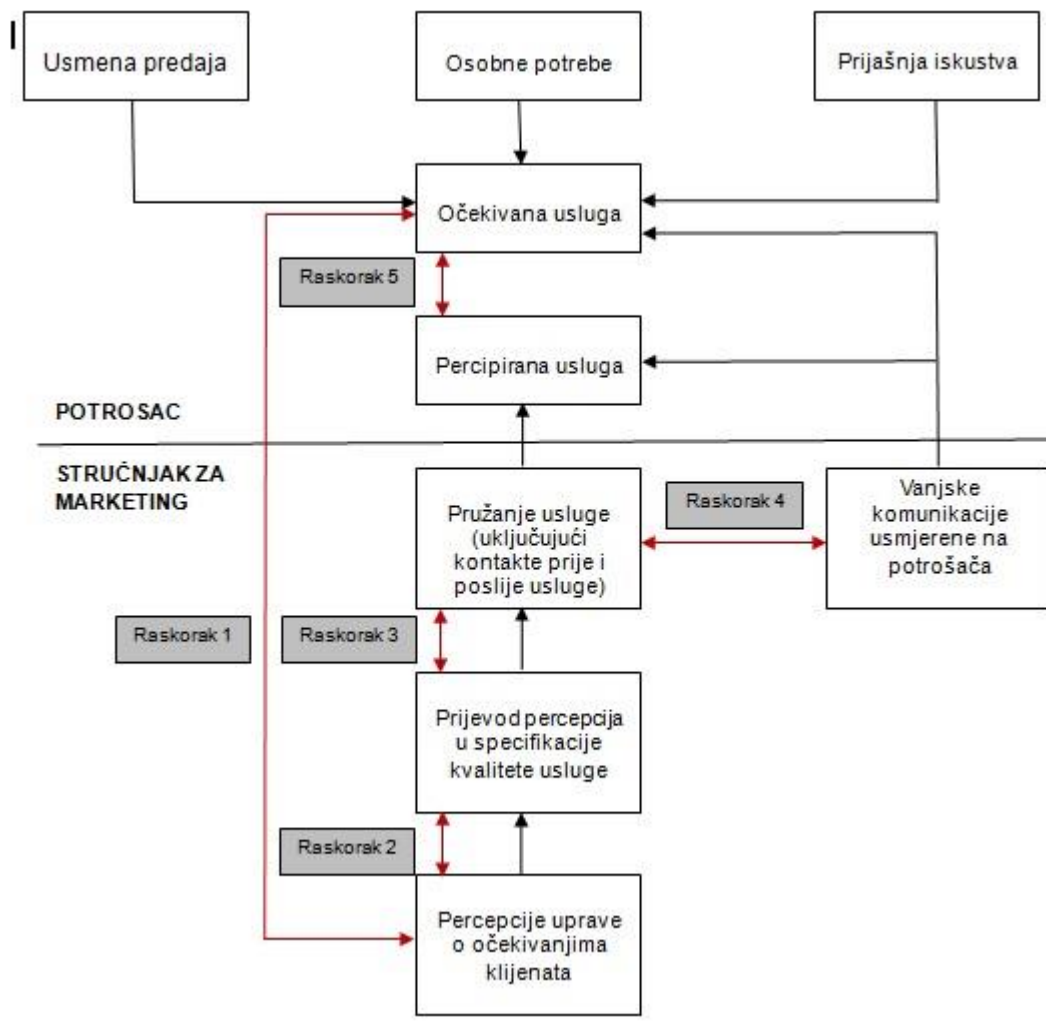 Usmena predaja
Osobne potrebe
Prijašnja iskustva
Očekivana usluga
Raskorak 5
Percipirana usluga
POTROSAC
STRUĆNJAK ZA
MARKETING
Pružanje usluge
(uključujući
kontakte prije i
poslije usluge)
Raskorak 4
Vanjske
komunikacije
usmjerene na
potrošača
Raskorak 1
Raskorak 3
Prijevod percepcija
u specifikacije
kvalitete usluge
Raskorak 2
Percepcije uprave
o očekivanjima
klijenata